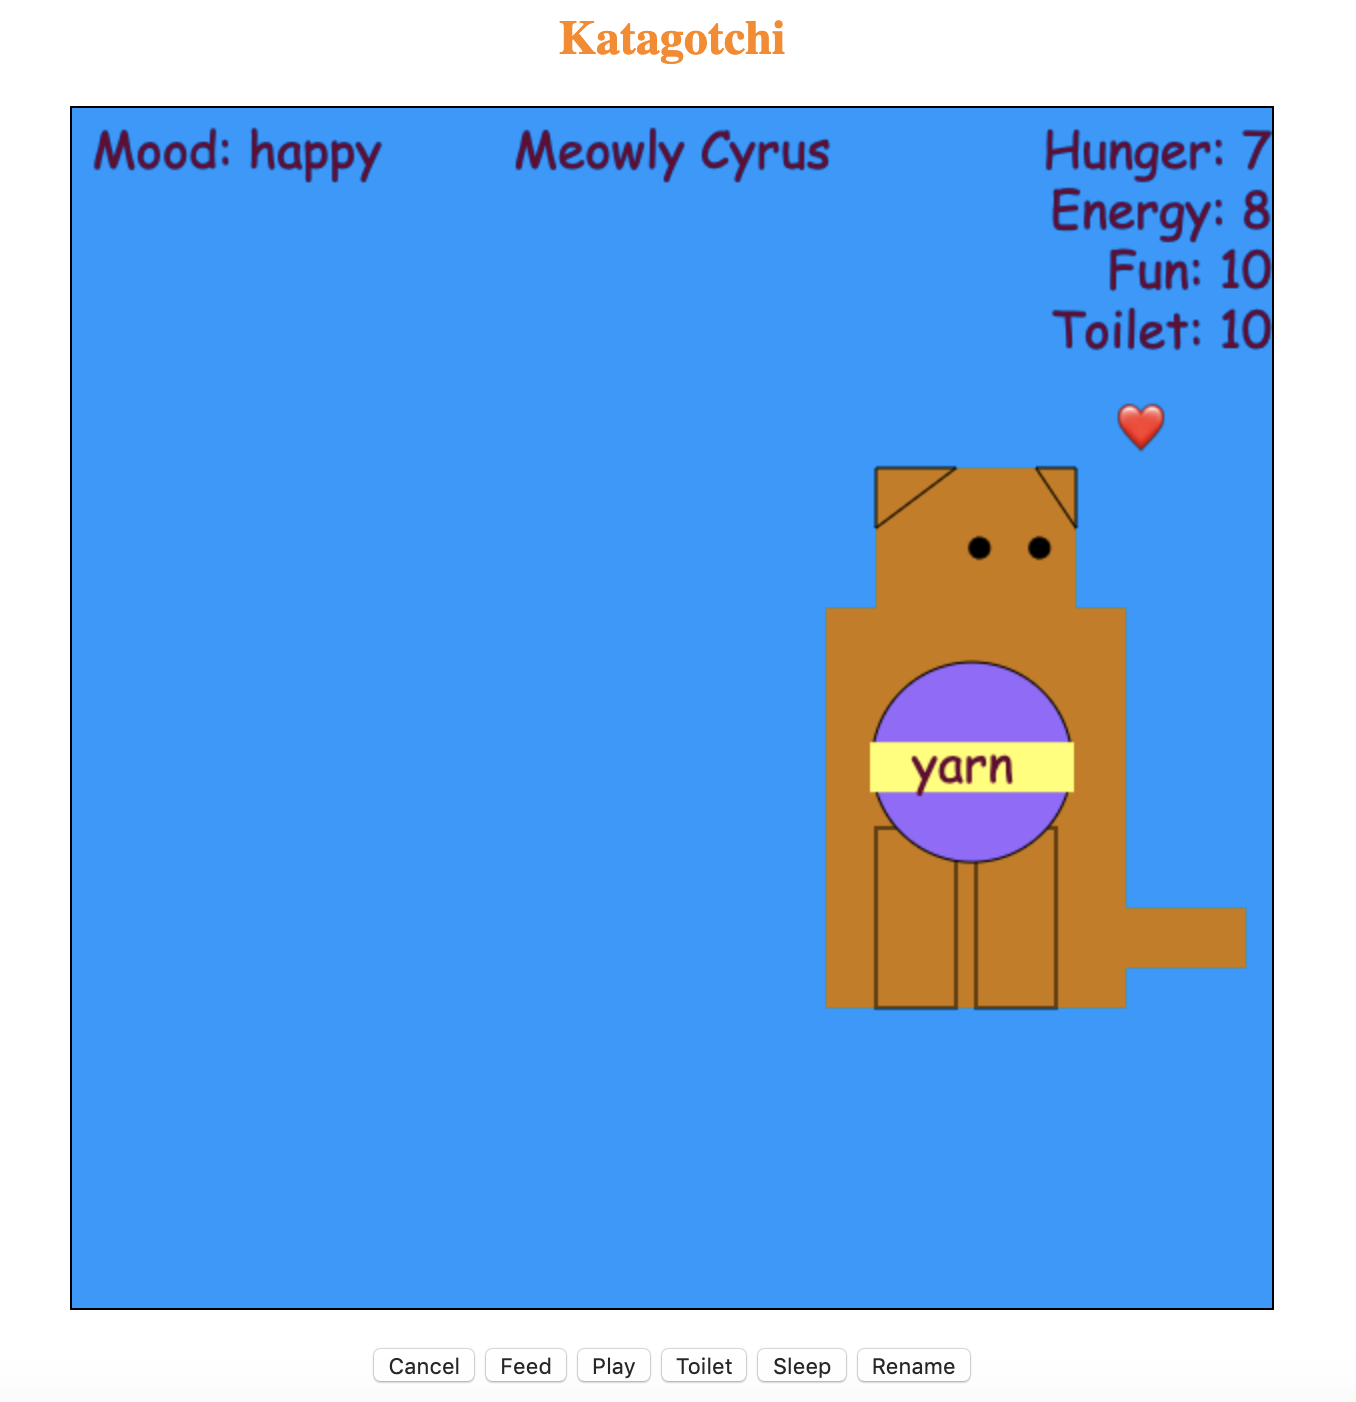 Katagotchi
Mood: happy
Meowly Cyrus
Hunger: 7
Energy: 8
Fun: 10
Toilet: 10
yarn
Cancel
Feed
Play
Toilet
Sleep
Rename